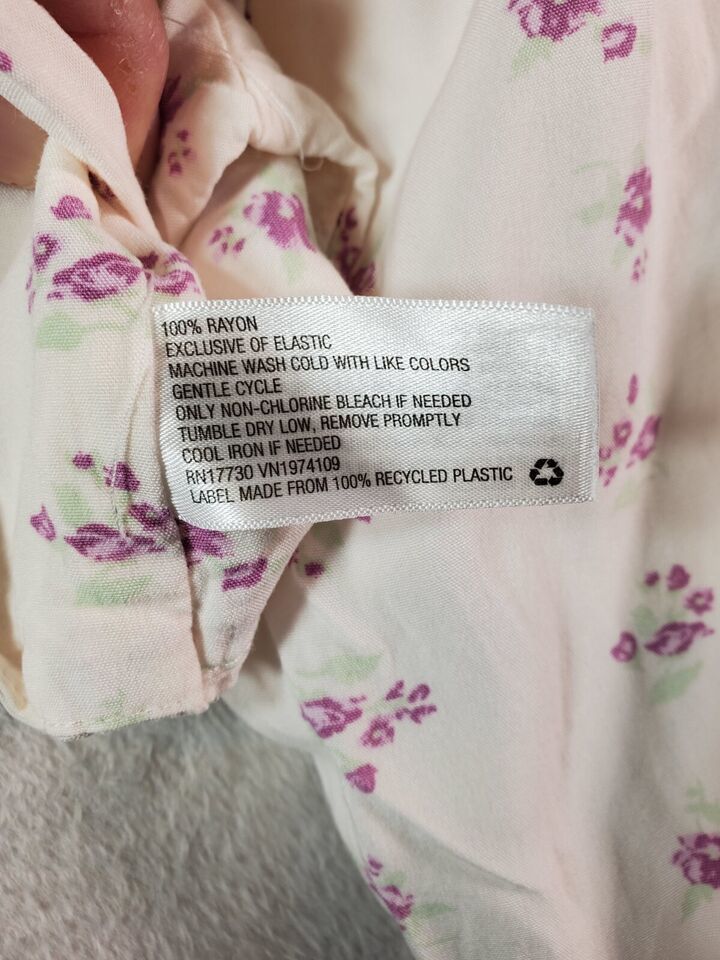 100% RAYON
EXCLUSIVE OF ELASTIC
MACHINE WASH COLD WITH LIKE COLORS
GENTLE CYCLE
ONLY NON-CHLORINE BLEACH IF NEEDED
TUMBLE DRY LOW, REMOVE PROMPTLY
COOL IRON IF NEEDED
RN17730 VN1974109
LABEL MADE FROM 100% RECYCLED PLASTIC